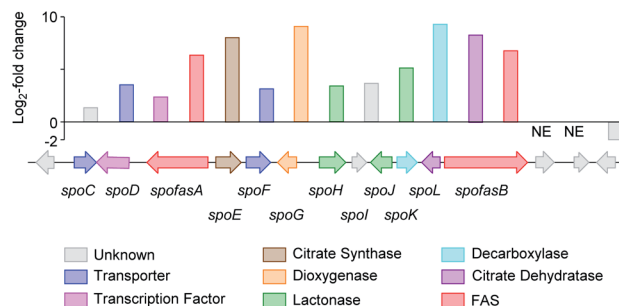 Log2-fold change
10
0
-2
NE NE
spoC spoD spofasA spoF spoH spoJ spoL spofasB
spoE spoG spoI spoK
Unknown Citrate Synthase Decarboxylase
Transporter Dioxygenase Citrate Dehydratase
Transcription Factor Lactonase FAS